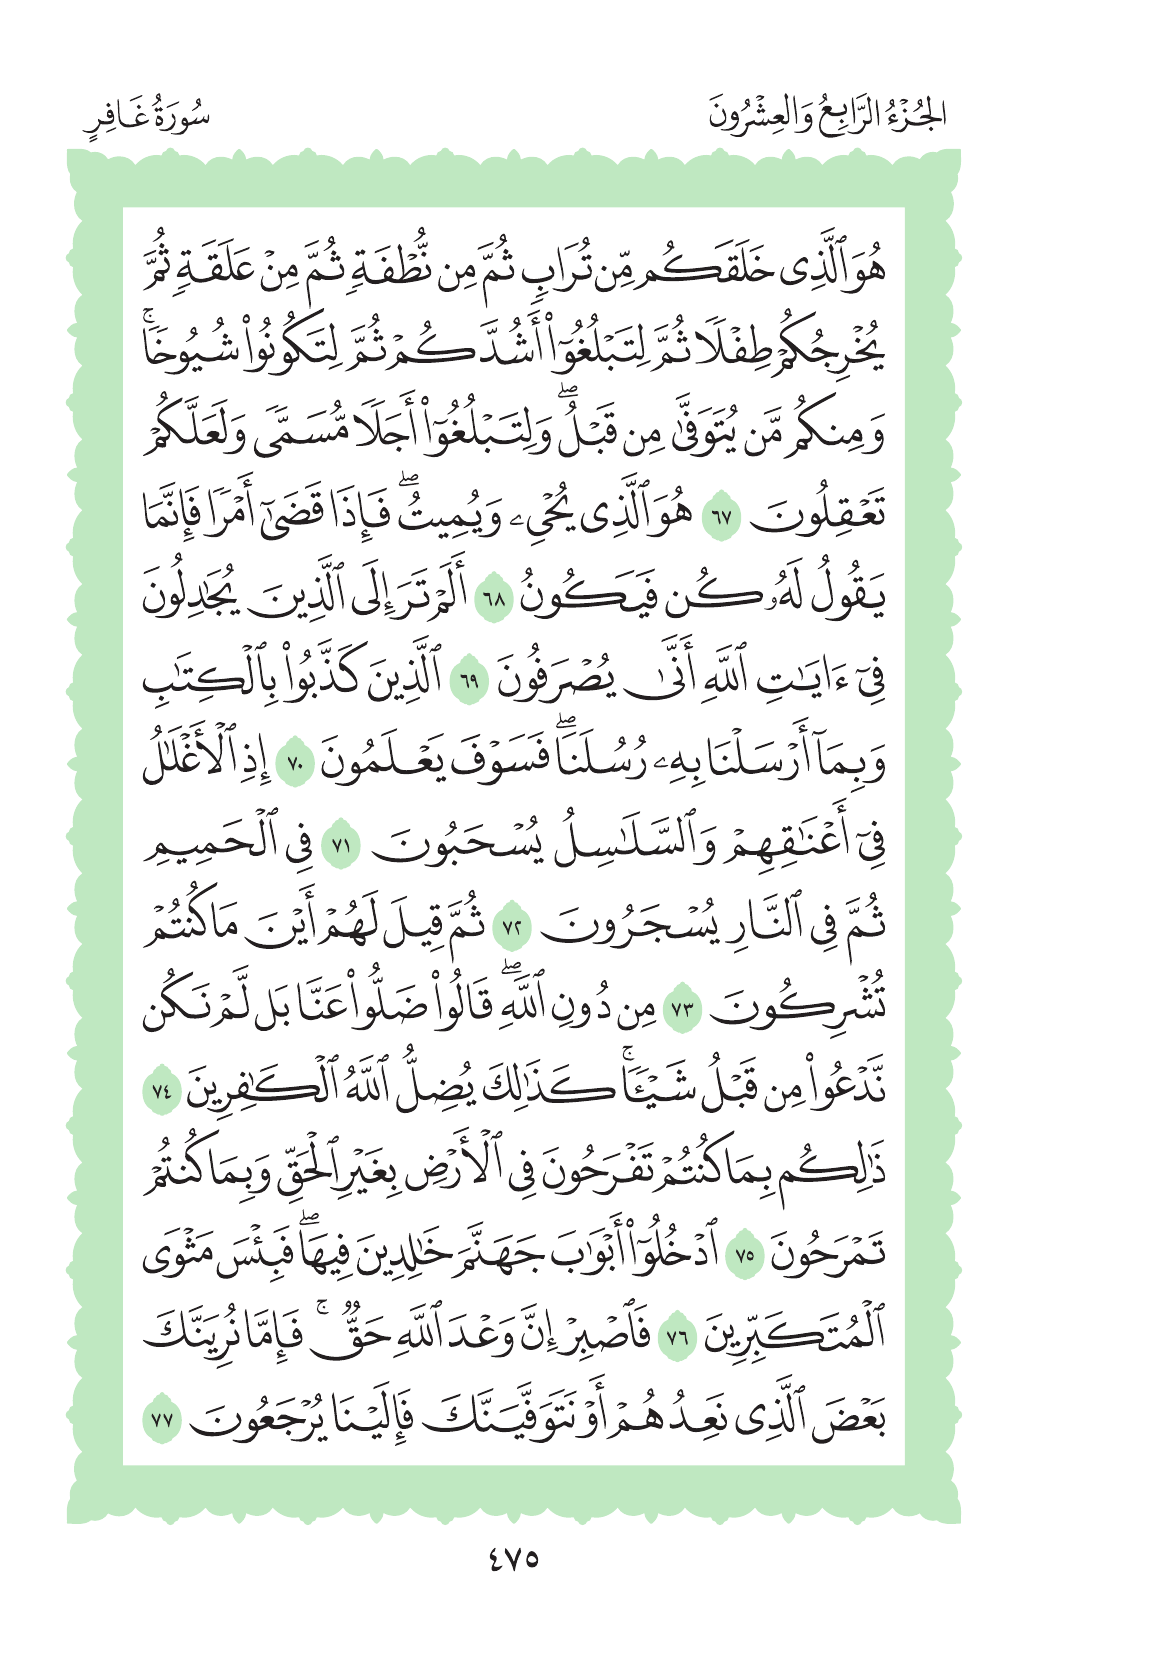 الجُزْءُ الرَّابِعُ وَالعِشْرُونَ
سُورَةُ غَافِرٍ
هُوَ ٱلَّذِى خَلَقَكُم مِّن تُرَابٖ ثُمَّ مِن نُّطۡفَةٖ ثُمَّ مِنۡ عَلَقَةٖ ثُمَّ
يُخۡرِجُكُمۡ طِفۡلٗا ثُمَّ لِتَبۡلُغُوٓاْ أَشُدَّكُمۡ ثُمَّ لِتَكُونُواْ شُيُوخٗاۚ
وَمِنكُم مَّن يُتَوَفَّىٰ مِن قَبۡلُۖ وَلِتَبۡلُغُوٓاْ أَجَلٗا مُّسَمّٗى وَلَعَلَّكُمۡ
تَعۡقِلُونَ ٦٧ هُوَ ٱلَّذِى يُحۡيِۦ وَيُمِيتُۖ فَإِذَا قَضَىٰٓ أَمۡرٗا فَإِنَّمَا
يَقُولُ لَهُۥ كُن فَيَكُونُ ٦٨ أَلَمۡ تَرَ إِلَى ٱلَّذِينَ يُجَٰدِلُونَ
فِىٓ ءَايَٰتِ ٱللَّهِ أَنَّىٰ يُصۡرَفُونَ ٦٩ ٱلَّذِينَ كَذَّبُواْ بِٱلۡكِتَٰبِ
وَبِمَآ أَرۡسَلۡنَا بِهِۦ رُسُلَنَاۖ فَسَوۡفَ يَعۡلَمُونَ ٧٠ إِذِ ٱلۡأَغۡلَٰلُ
فِىٓ أَعۡنَٰقِهِمۡ وَٱلسَّلَٰسِلُ يُسۡحَبُونَ ٧١ فِى ٱلۡحَمِيمِ
ثُمَّ فِى ٱلنَّارِ يُسۡجَرُونَ ٧٢ ثُمَّ قِيلَ لَهُمۡ أَيۡنَ مَا كُنتُمۡ
تُشۡرِكُونَ ٧٣ مِن دُونِ ٱللَّهِۖ قَالُواْ ضَلُّواْ عَنَّا بَل لَّمۡ نَكُن
نَّدۡعُواْ مِن قَبۡلُ شَيۡـٔٗاۚ كَذَٰلِكَ يُضِلُّ ٱللَّهُ ٱلۡكَٰفِرِينَ ٧٤
ذَٰلِكُم بِمَا كُنتُمۡ تَفۡرَحُونَ فِى ٱلۡأَرۡضِ بِغَيۡرِ ٱلۡحَقِّ وَبِمَا كُنتُمۡ
تَمۡرَحُونَ ٧٥ ٱدۡخُلُوٓاْ أَبۡوَٰبَ جَهَنَّمَ خَٰلِدِينَ فِيهَاۖ فَبِئۡسَ مَثۡوَى
ٱلۡمُتَكَبِّرِينَ ٧٦ فَٱصۡبِرۡ إِنَّ وَعۡدَ ٱللَّهِ حَقّٞۚ فَإِمَّا نُرِيَنَّكَ
بَعۡضَ ٱلَّذِى نَعِدُهُمۡ أَوۡ نَتَوَفَّيَنَّكَ فَإِلَيۡنَا يُرۡجَعُونَ ٧٧
٤٧٥